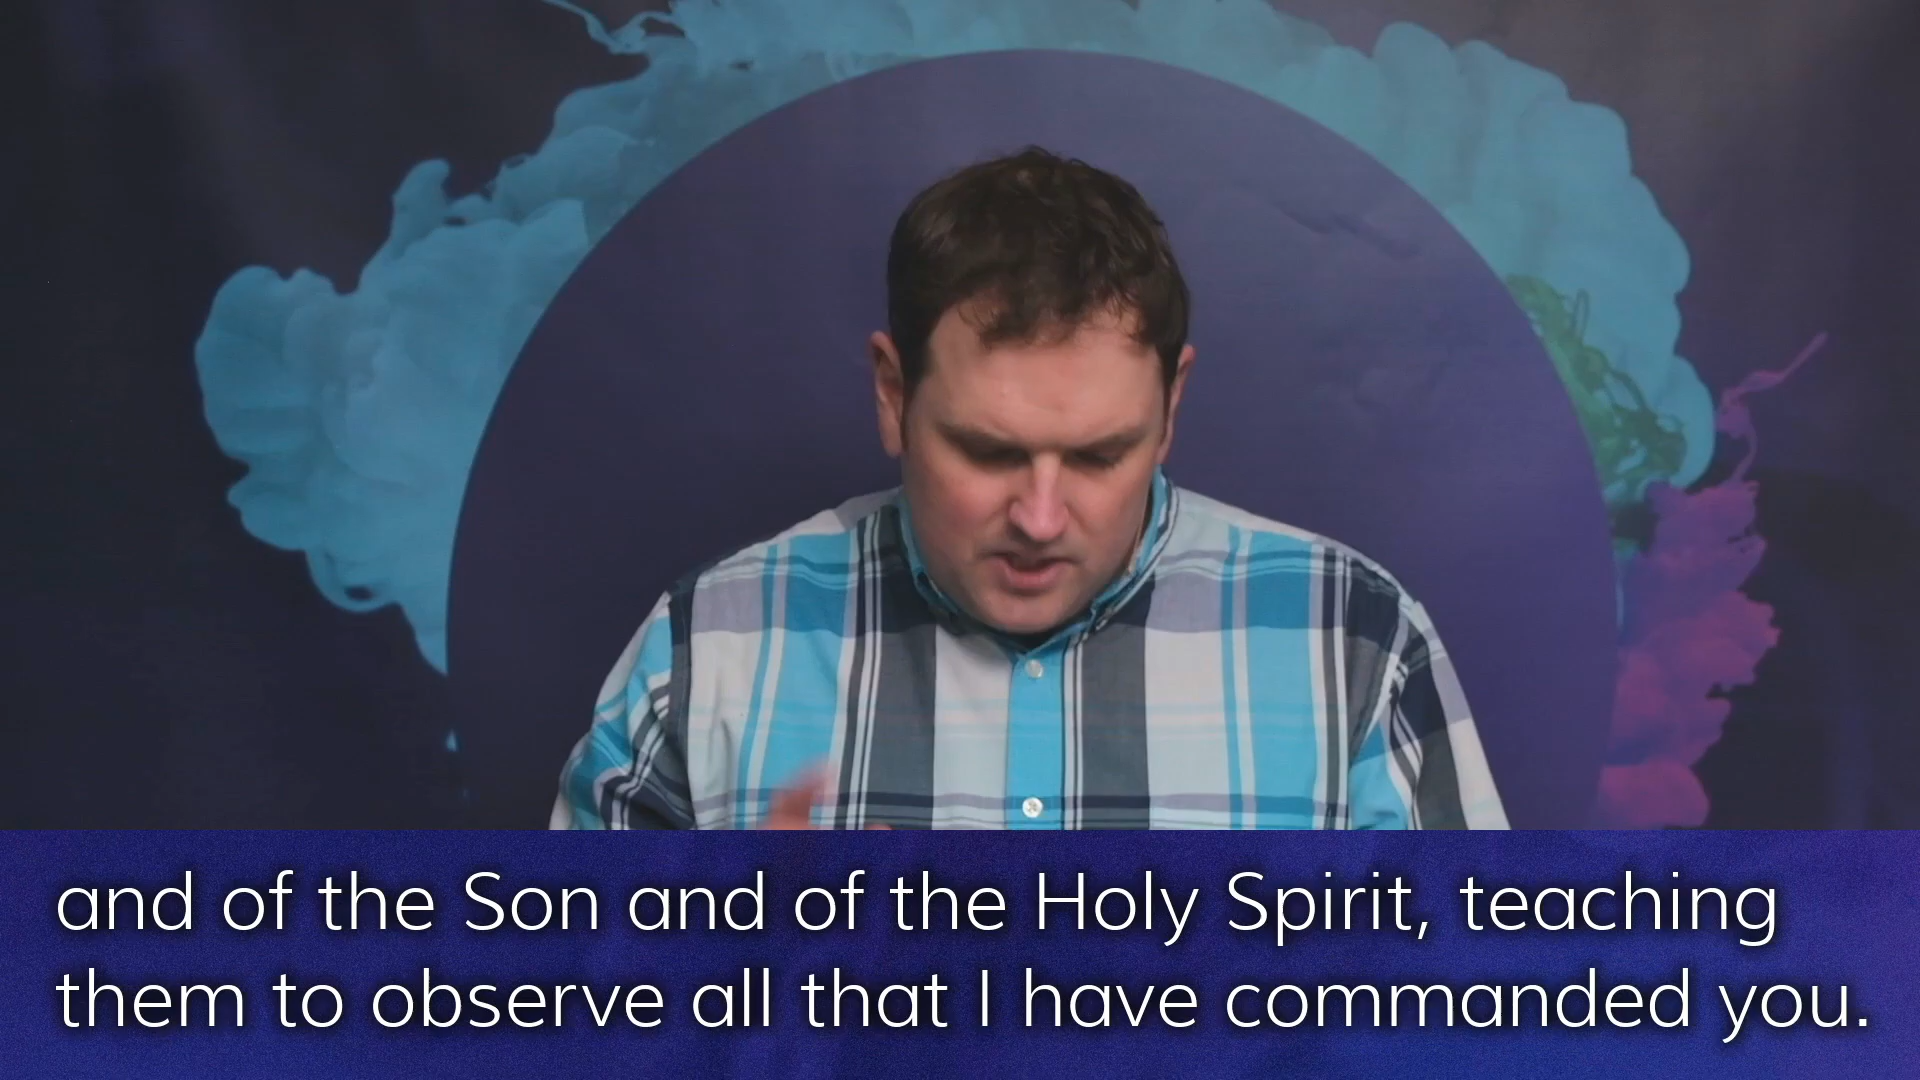 and of the Son and of the Holy Spirit, teaching
them to observe all that I have commanded you.